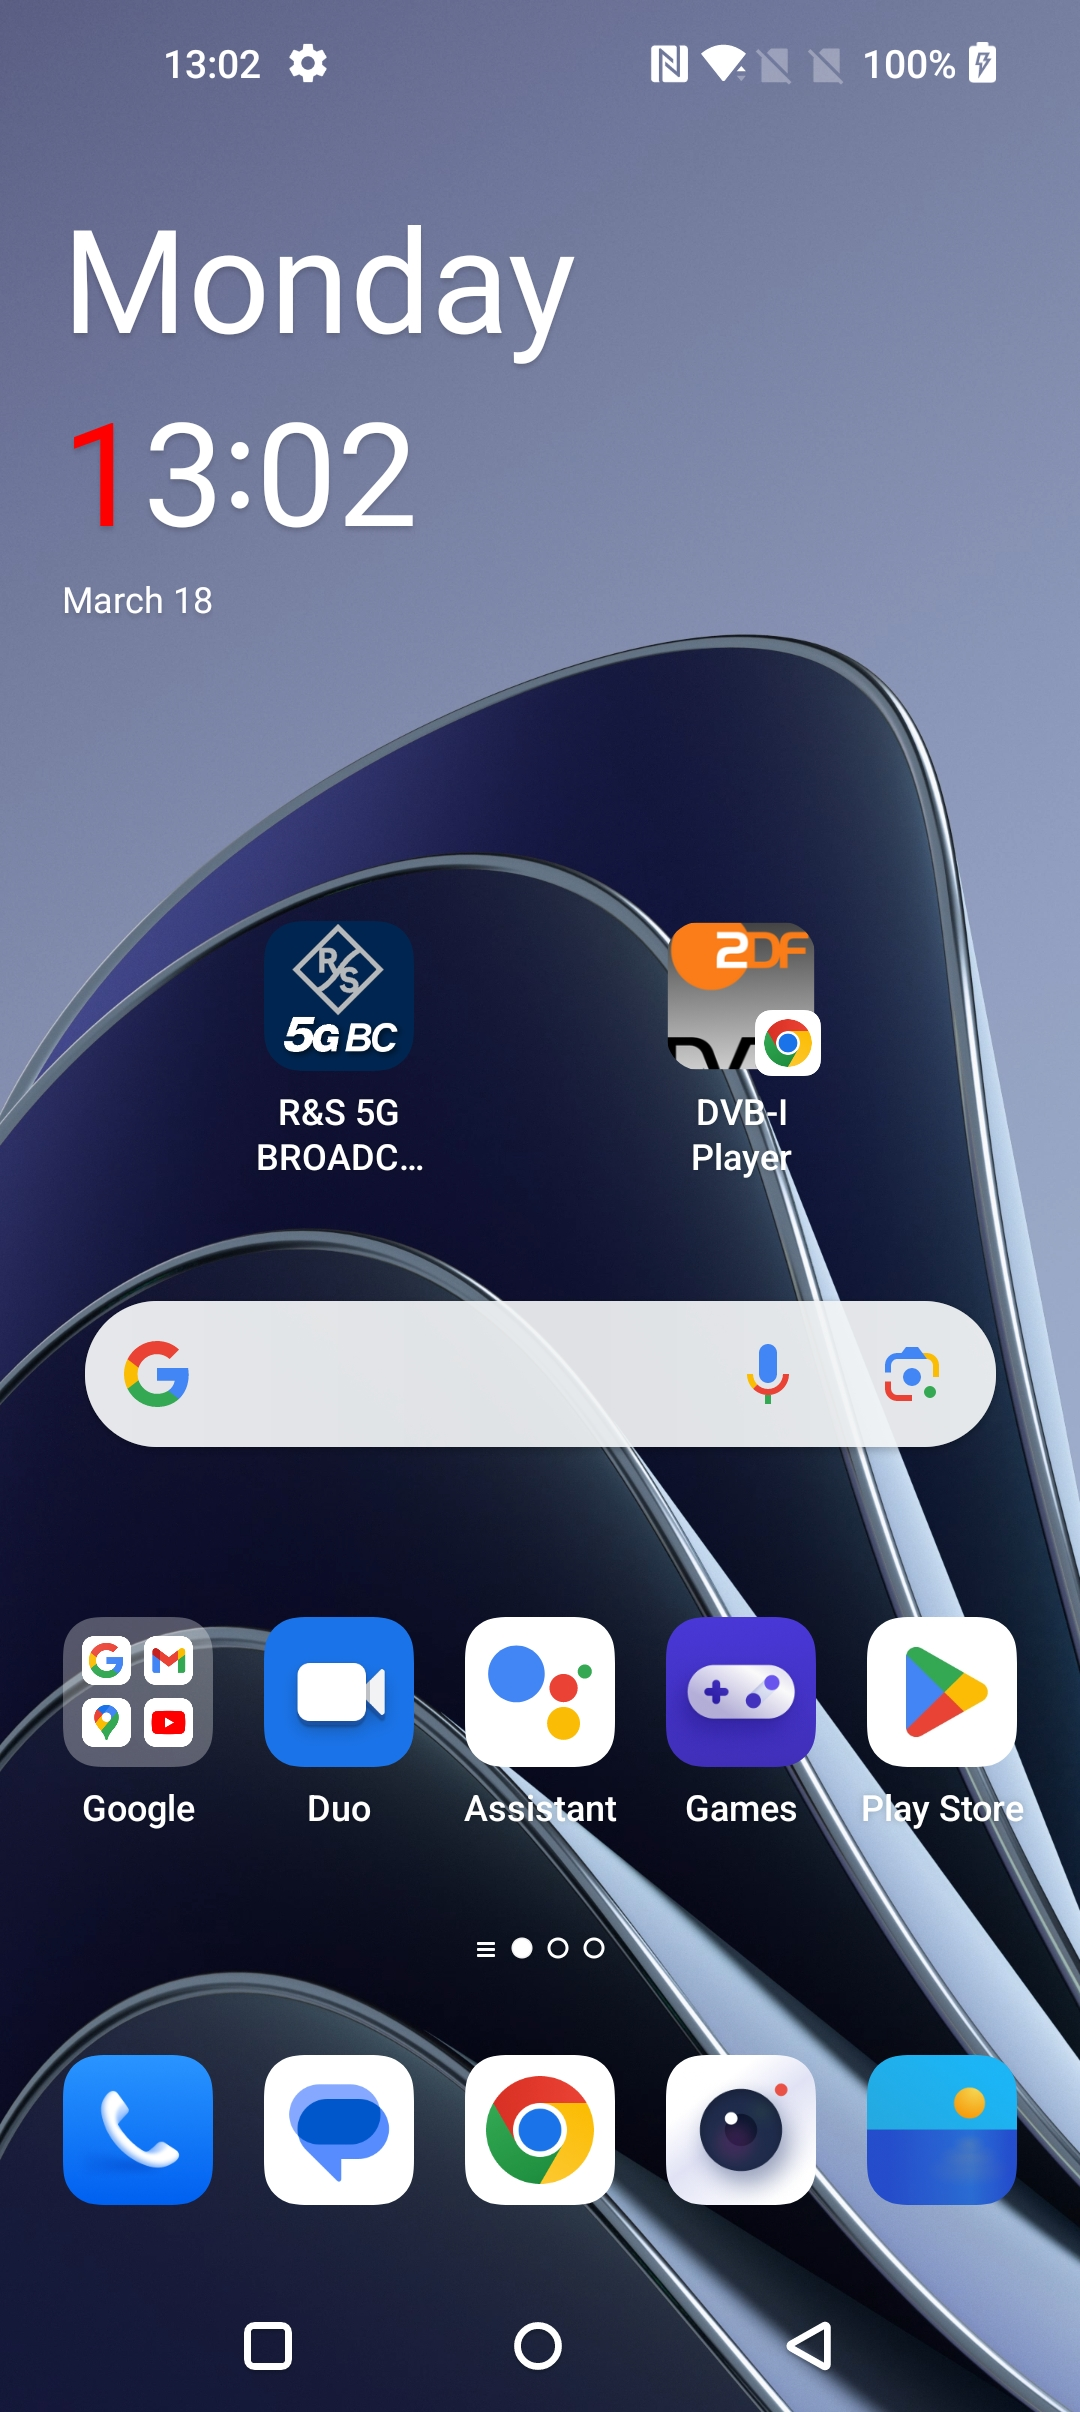 13:02
100%
Monday
13:02
March 18
R&S
5G BC
2DF
R&S 5G
BROADC...
DVB-I
Player
Google
Duo
Assistant
Games
Play Store